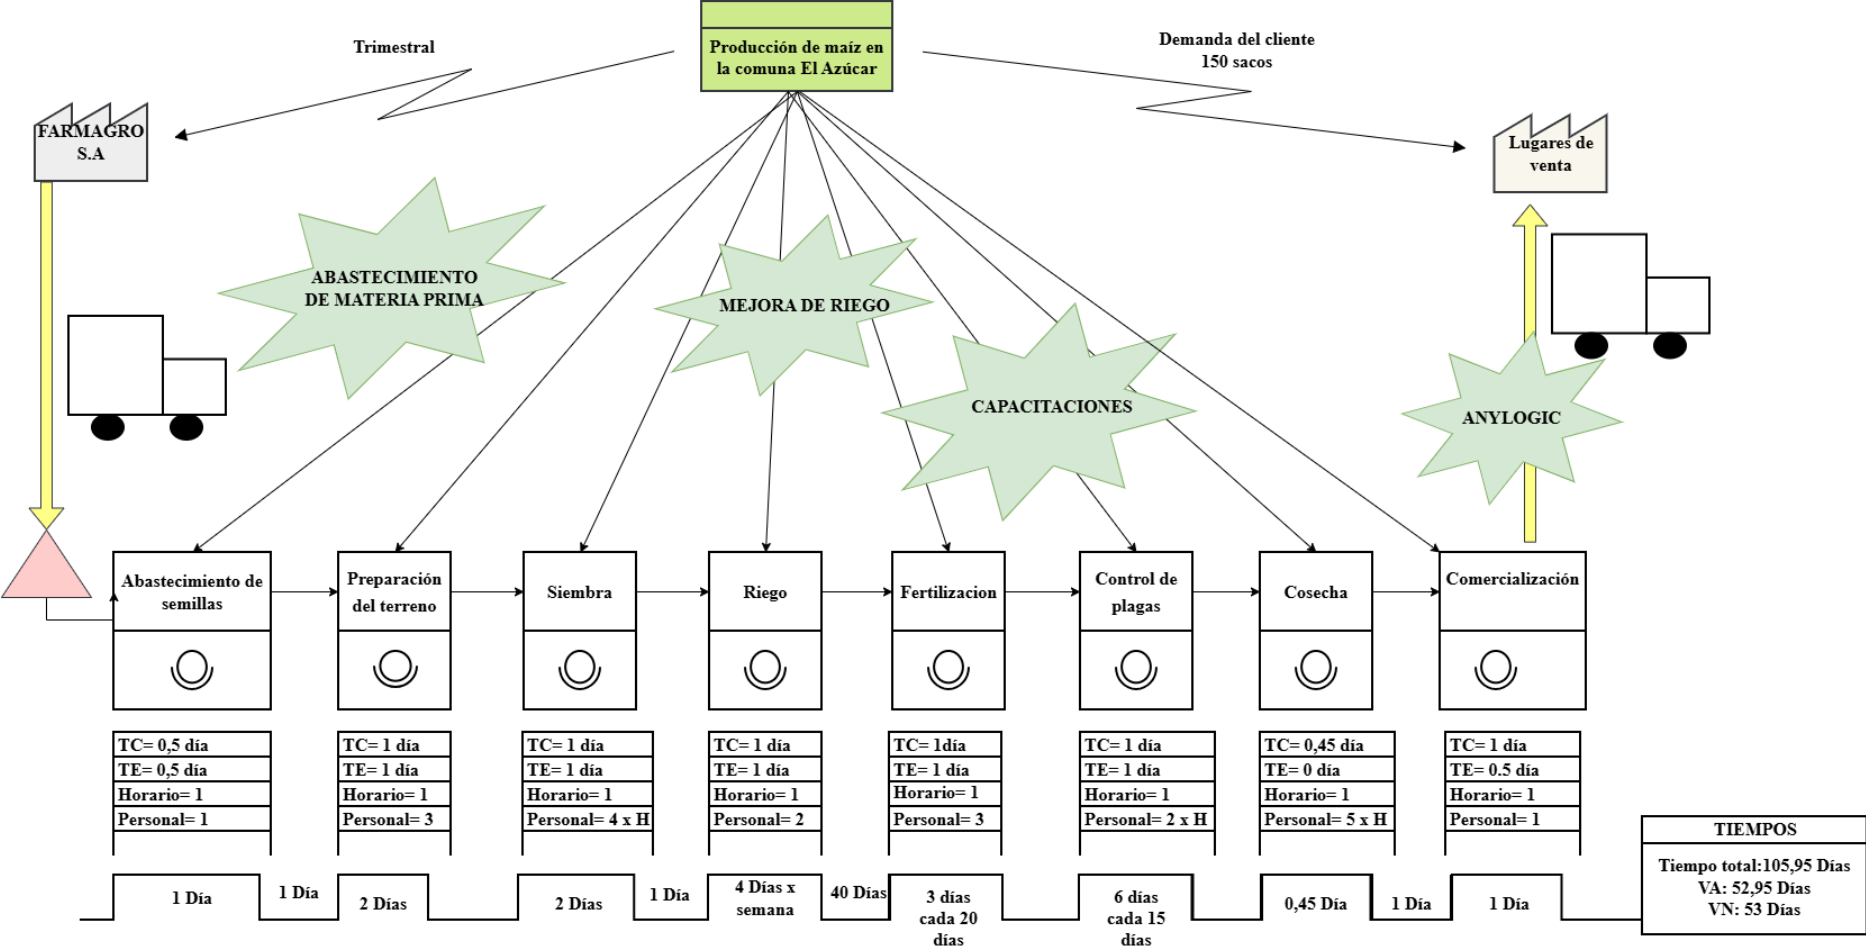 Trimestral
Producción de maíz en
la comuna El Azúcar
Demanda del cliente
150 sacos
FARMAGRO
S.A
Lugares de
venta
ABASTECIMIENTO
DE MATERIA PRIMA
MEJORA DE RIEGO
CAPACITACIONES
ANYLOGIC
Abastecimiento de
semillas
Preparación
del terreno
Siembra
Riego
Fertilizacion
Control de
plagas
Cosecha
Comercialización
TC= 0,5 día
TE= 0,5 día
Horario= 1
Personal= 1
TC= 1 día
TE= 1 día
Horario= 1
Personal= 3
TC= 1 día
TE= 1 día
Horario= 1
Personal= 4 x H
TC= 1 día
TE= 1 día
Horario= 1
Personal= 2
TC= 1día
TE= 1 día
Horario= 1
Personal= 3
TC= 1 día
TE= 1 día
Horario= 1
Personal= 2 x H
TC= 0,45 día
TE= 0 día
Horario= 1
Personal= 5 x H
TC= 1 día
TE= 0.5 día
Horario= 1
Personal= 1
1 Día
1 Día
2 Días
2 Días
1 Día
4 Días x
semana
40 Días
3 días
cada 20
días
6 días
cada 15
días
0,45 Día
1 Día
1 Día
TIEMPOS
Tiempo total:105,95 Días
VA: 52,95 Días
VN: 53 Días